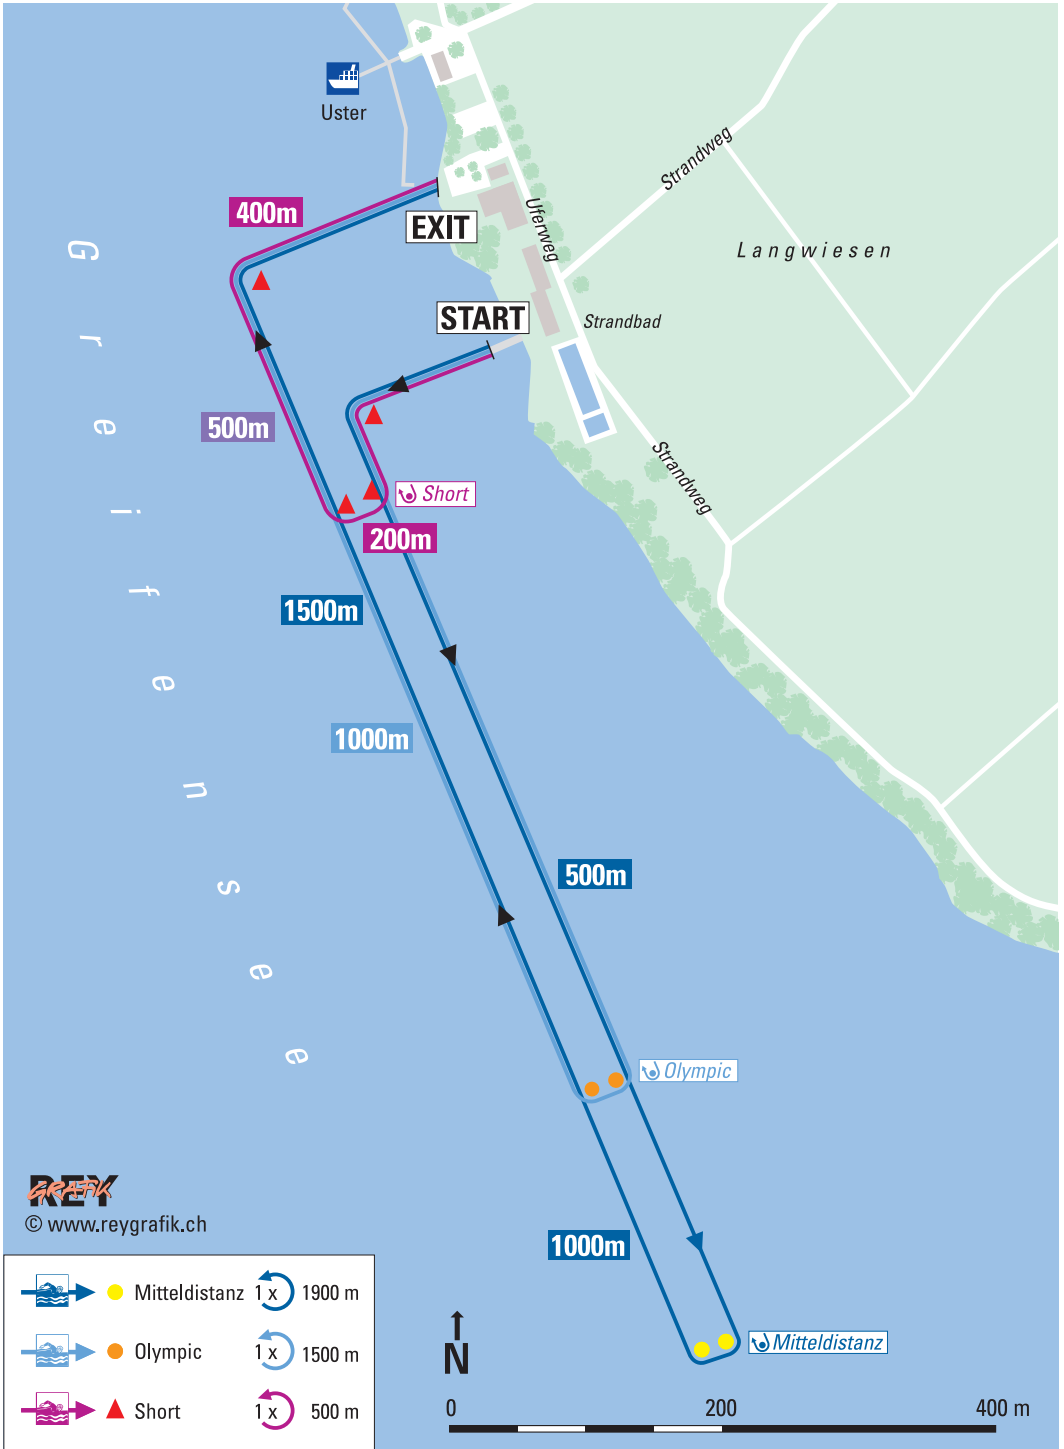 Uster
400m
EXIT
Uferweg
Strandweg
Langwiesen
START
Strandbad
500m
Strandweg
Short
200m
Greifensee
1500m
1000m
500m
Olympic
1000m
Mitteldistanz
REY
GRAFIK
© www.reygrafik.ch
Mitteldistanz 1 x 1900 m
Olympic 1 x 1500 m
Short 1 x 500 m
N
0 200 400 m